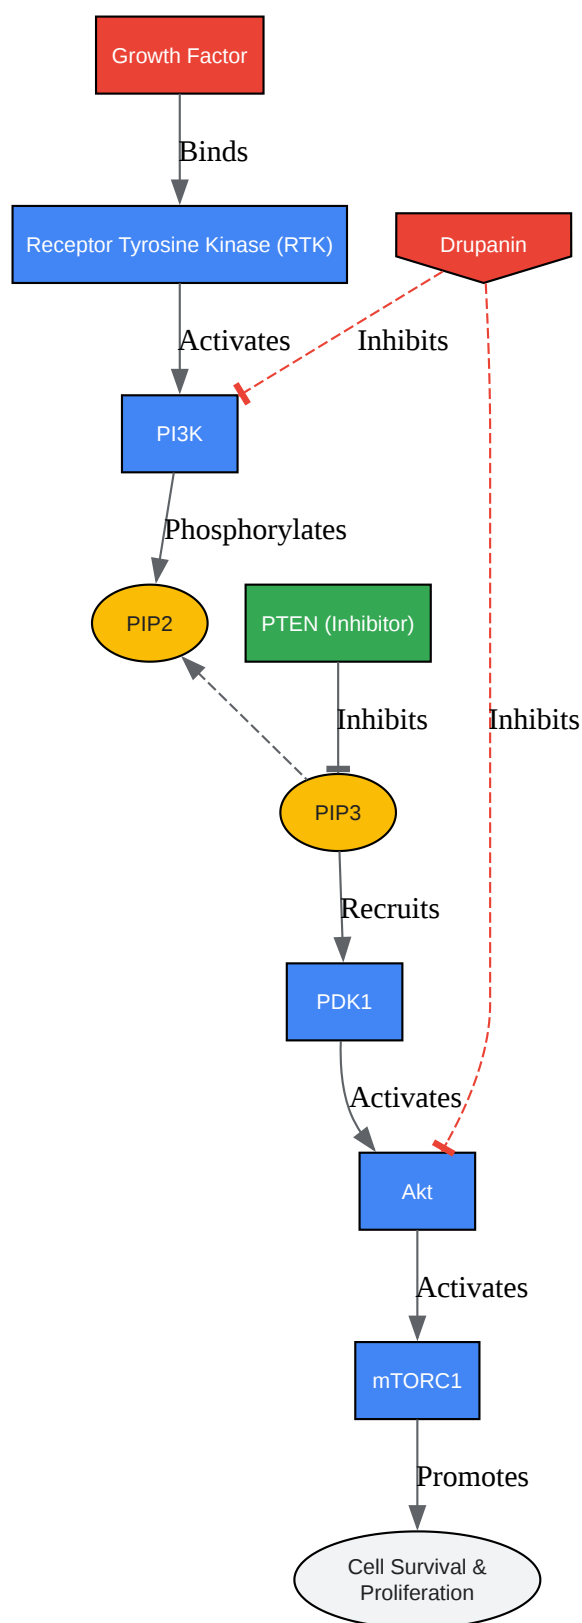 Growth Factor
Binds
Receptor Tyrosine Kinase (RTK)
Drupanin
Activates
Inhibits
PI3K
Phosphorylates
PIP2
PTEN (Inhibitor)
Inhibits
Inhibits
PIP3
Recruits
PDK1
Activates
Akt
Activates
mTORC1
Promotes
Cell Survival &
Proliferation